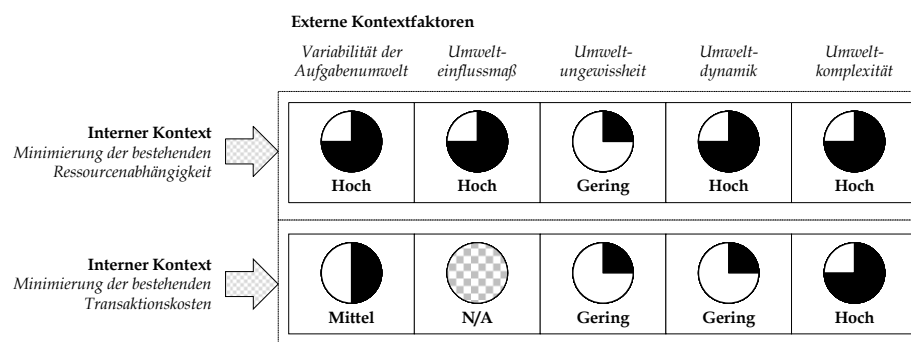 Externe Kontextfaktoren
Variabilität der
Aufgabenumwelt
Umwelt-
einflussmaß
Umwelt-
ungewissheit
Umwelt-
dynamik
Umwelt-
komplexität
Interner Kontext
Minimierung der bestehenden
Ressourcenabhängigkeit
Hoch
Hoch
Gering
Hoch
Hoch
Interner Kontext
Minimierung der bestehenden
Transaktionskosten
Mittel
N/A
Gering
Gering
Hoch